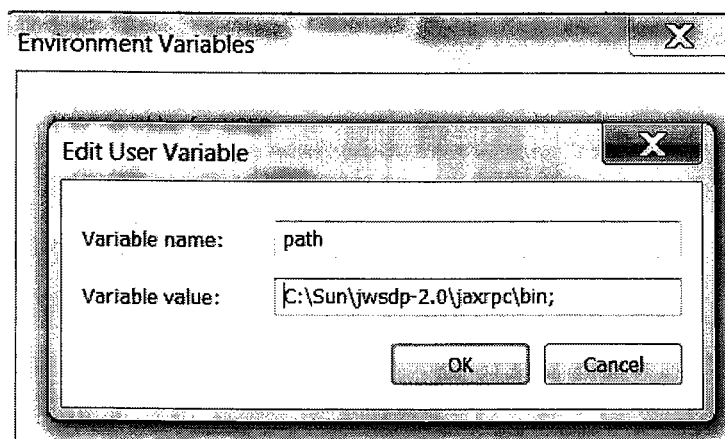 Environment Variables
Edit User Variable
Variable name: path
Variable value: C:\Sun\jwsdp-2.0\jaxrpc\bin;
OK Cancel